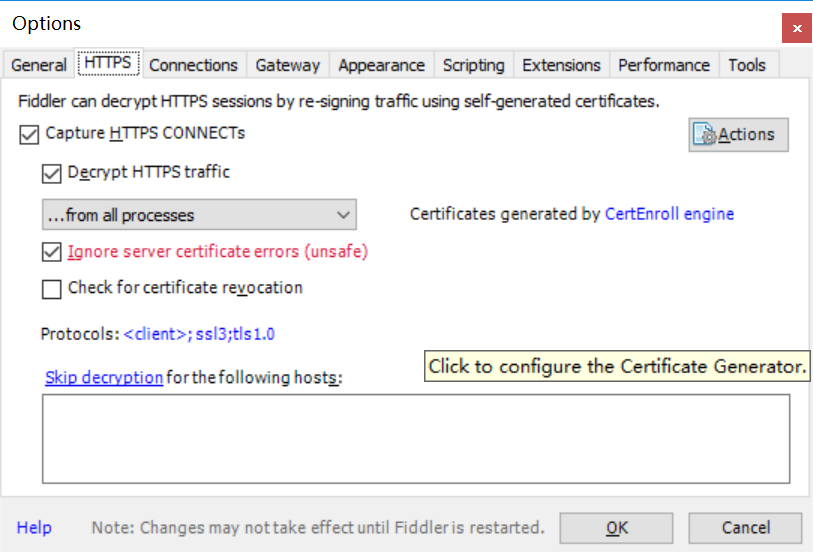 Options
General HTTPS Connections Gateway Appearance Scripting Extensions Performance Tools
Fiddler can decrypt HTTPS sessions by re-signing traffic using self-generated certificates.
Capture HTTPS CONNECTs
Actions
Decrypt HTTPS traffic
...from all processes
Certificates generated by CertEnroll engine
Ignore server certificate errors (unsafe)
Check for certificate revocation
Protocols: <client>; ssl3;tls1.0
Click to configure the Certificate Generator.
Skip decryption for the following hosts:
Help Note: Changes may not take effect until Fiddler is restarted. OK Cancel